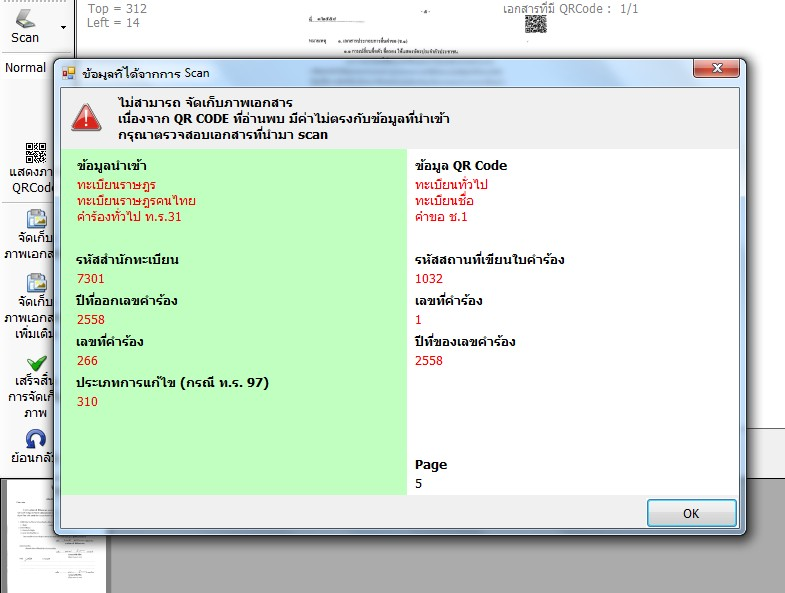 Top = 312
Left = 14
เอกสารที่มี QRCode : 1/1
Scan
Normal
ข้อมูลที่ได้จากการ Scan
ไม่สามารถ จัดเก็บภาพเอกสาร
เนื่องจาก QR CODE ที่อ่านพบ มีค่าไม่ตรงกับข้อมูลที่นำเข้า
กรุณาตรวจสอบเอกสารที่นำมา scan
ข้อมูลนำเข้า
ทะเบียนราษฎร
ทะเบียนราษฎรคนไทย
คำร้องทั่วไป ท.ร.31
รหัสสำนักทะเบียน
7301
ปีที่ออกเลขคำร้อง
2558
เลขที่คำร้อง
266
ประเภทการแก้ไข (กรณี ท.ร. 97)
310
ข้อมูล QR Code
ทะเบียนทั่วไป
ทะเบียนชื่อ
คำขอ ช.1
รหัสสถานที่เขียนใบคำร้อง
1032
เลขที่คำร้อง
1
ปีที่ของเลขคำร้อง
2558
Page
5
OK
แสดงภา
QRCod
จัดเก็บ
ภาพเอกส
จัดเก็บ
ภาพเอกส
เพิ่มเติม
เสร็จสิ้น
การจัดเก็
ภาพ
ย้อนกลั